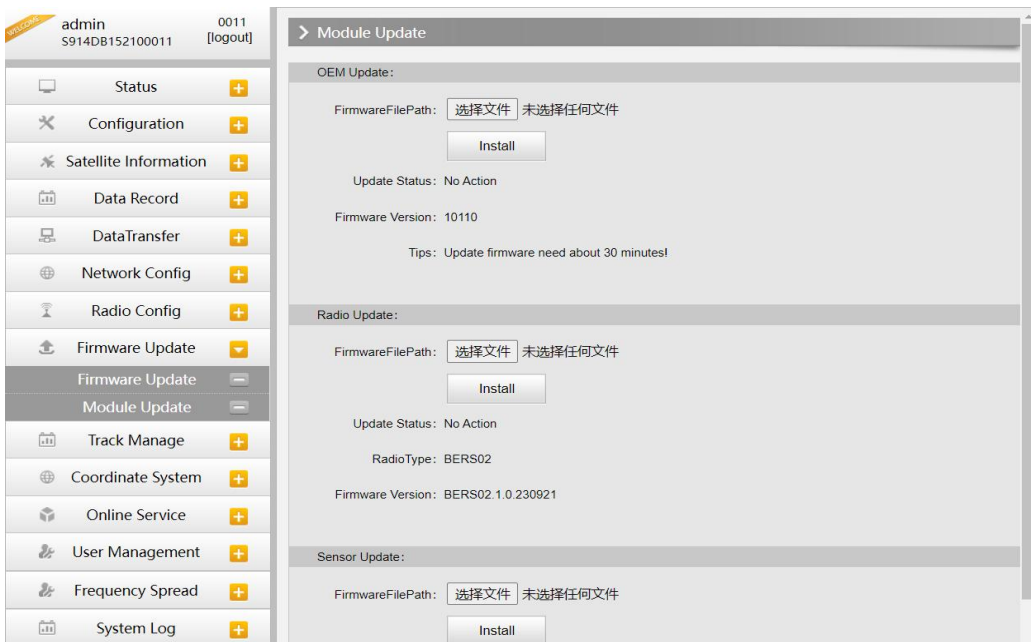 WELCOME
admin
0011
S914DB152100011
[logout]
Status
Configuration
Satellite Information
Data Record
DataTransfer
Network Config
Radio Config
Firmware Update
Firmware Update
Module Update
Track Manage
Coordinate System
Online Service
User Management
Frequency Spread
System Log
Module Update
OEM Update:
FirmwareFilePath: 选择文件 未选择任何文件
Install
Update Status: No Action
Firmware Version: 10110
Tips: Update firmware need about 30 minutes!
Radio Update:
FirmwareFilePath: 选择文件 未选择任何文件
Install
Update Status: No Action
RadioType: BERS02
Firmware Version: BERS02.1.0.230921
Sensor Update:
FirmwareFilePath: 选择文件 未选择任何文件
Install